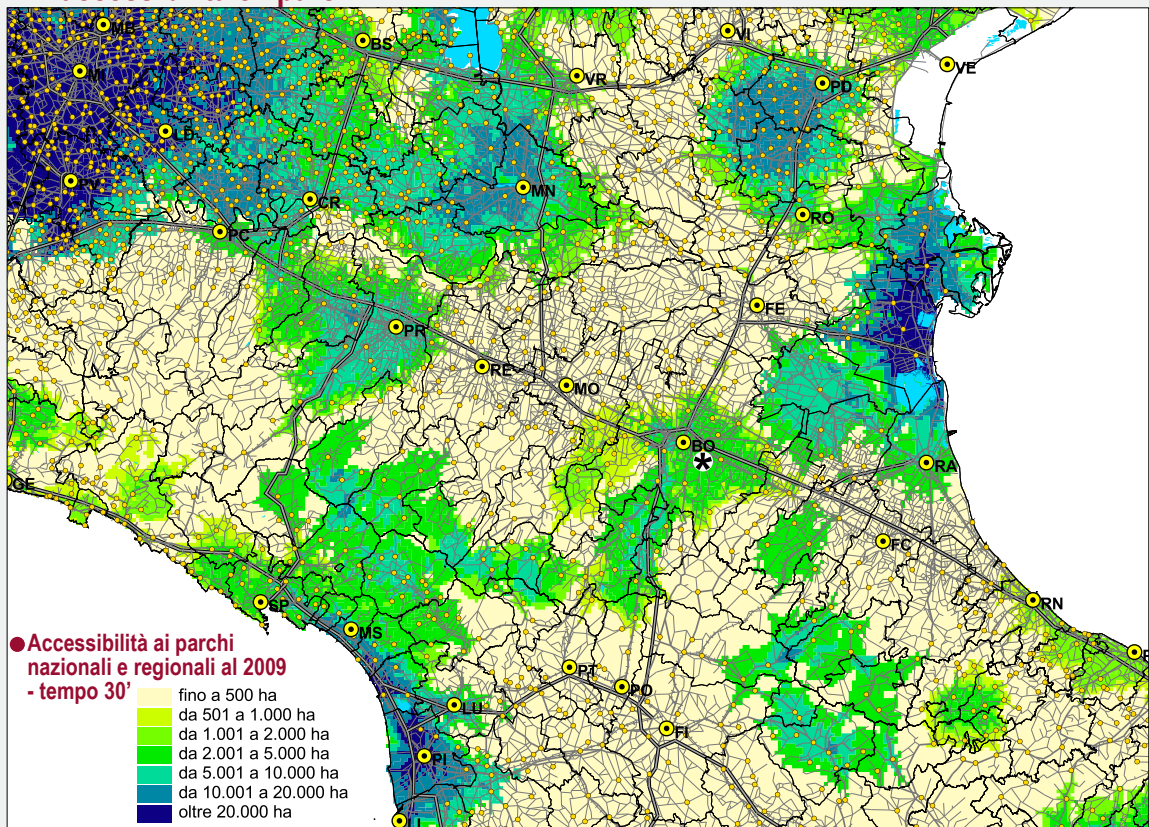 MB
BS
VI
VE
MI
VR
PD
LD
PV
MN
CR
RO
PC
FE
PR
RE
MO
BO
*
RA
GE
FC
SP
RN
MS
● Accessibilità ai parchi
nazionali e regionali al 2009
- tempo 30'
PT
PO
LU
FI
PI
fino a 500 ha
da 501 a 1.000 ha
da 1.001 a 2.000 ha
da 2.001 a 5.000 ha
da 5.001 a 10.000 ha
da 10.001 a 20.000 ha
oltre 20.000 ha